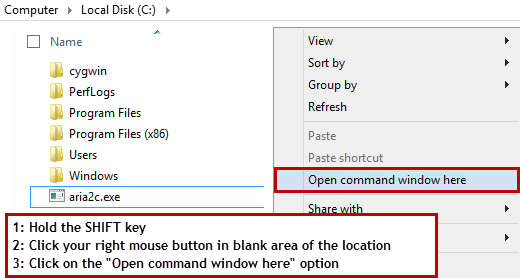 Computer ▸ Local Disk (C:) ▸
Name
cygwin
PerfLogs
Program Files
Program Files (x86)
Users
Windows
aria2c.exe
View
Sort by
Group by
Refresh
Paste
Paste shortcut
Open command window here
Share with
1: Hold the SHIFT key
2: Click your right mouse button in blank area of the location
3: Click on the "Open command window here" option